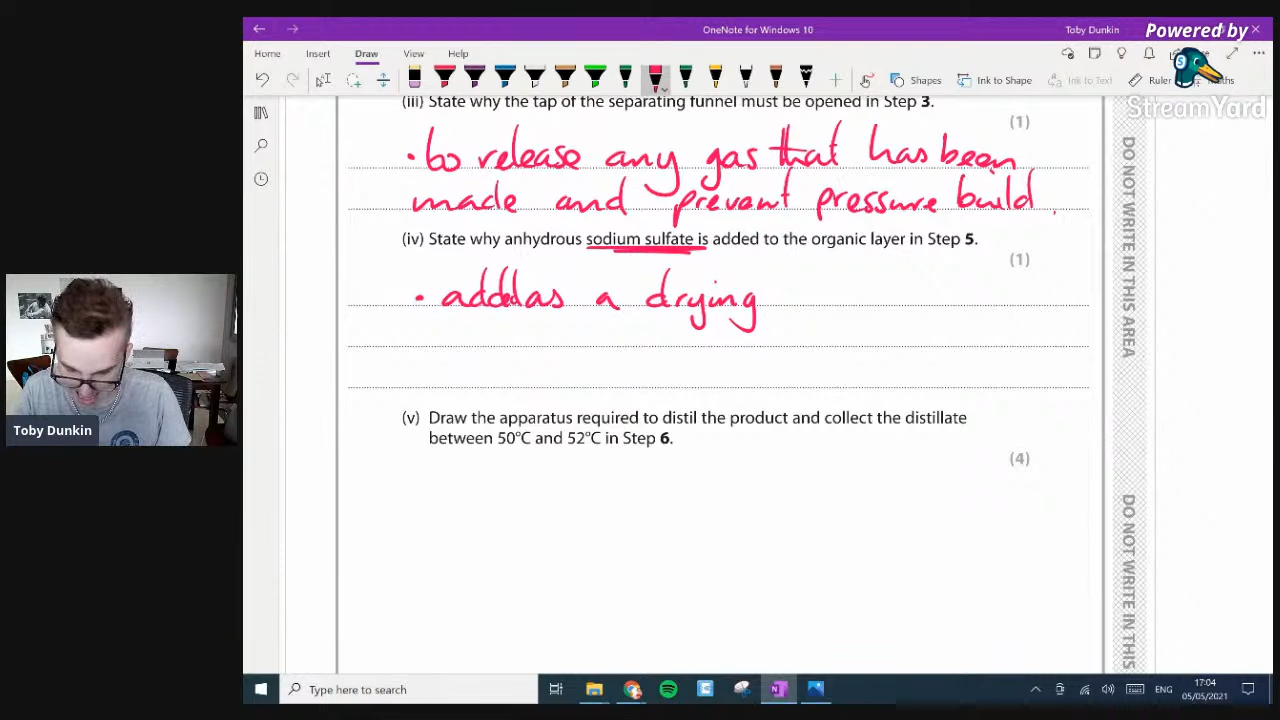 OneNote for Windows 10
Toby Dunkin
Powered by
StreamYard
Home Insert Draw View Help
Shapes Ink to Shape Ink to Text Ruler
(iii) State why the tap of the separating funnel must be opened in Step 3.
(1)
• to release any gas that has been
made and prevent pressure build.
(iv) State why anhydrous sodium sulfate is added to the organic layer in Step 5.
(1)
• added as a drying
(v) Draw the apparatus required to distil the product and collect the distillate
between 50°C and 52°C in Step 6.
(4)
DO NOT WRITE IN THIS AREA
DO NOT WRITE IN THIS
Toby Dunkin
Type here to search
ENG
17:04
05/05/2021